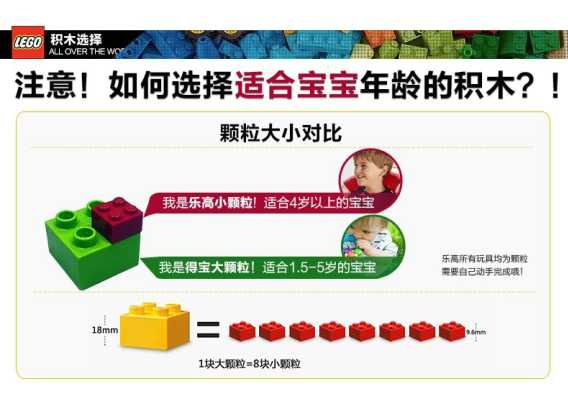 LEGO 积木选择
ALL OVER THE WO
注意！如何选择适合宝宝年龄的积木？！
颗粒大小对比
我是乐高小颗粒！适合4岁以上的宝宝
我是得宝大颗粒！适合1.5-5岁的宝宝
乐高所有玩具均为颗粒
需要自己动手完成哦！
18mm
=
9.6mm
1块大颗粒=8块小颗粒